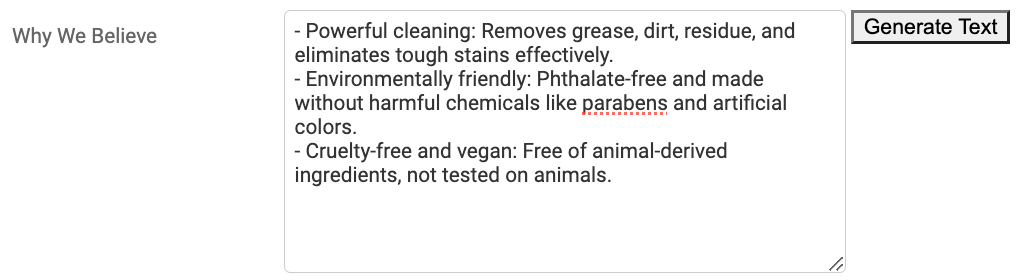 Why We Believe
- Powerful cleaning: Removes grease, dirt, residue, and
eliminates tough stains effectively.
- Environmentally friendly: Phthalate-free and made
without harmful chemicals like parabens and artificial
colors.
- Cruelty-free and vegan: Free of animal-derived
ingredients, not tested on animals.
Generate Text